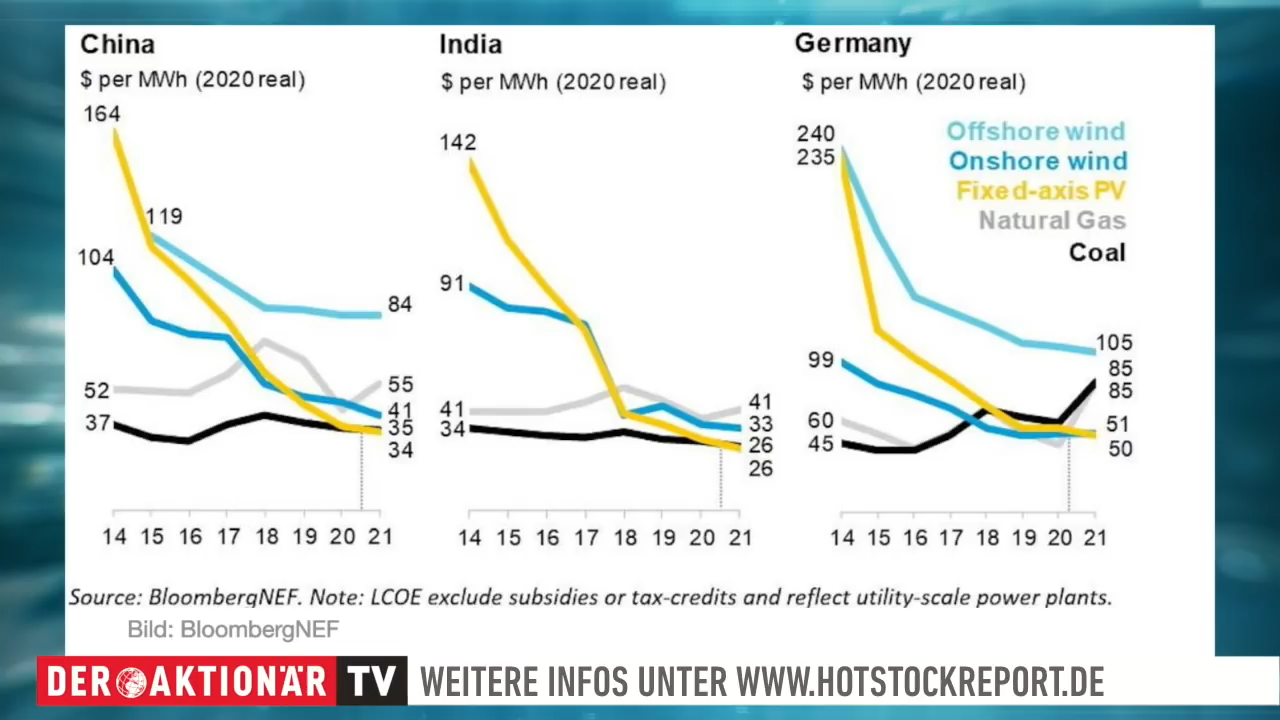 China
$ per MWh (2020 real)
164
119
104
84
52
37
55
41
35
34
14 15 16 17 18 19 20 21
India
$ per MWh (2020 real)
142
91
41
34
41
33
26
26
14 15 16 17 18 19 20 21
Germany
$ per MWh (2020 real)
240
235
Offshore wind
Onshore wind
Fixed-axis PV
Natural Gas
Coal
99
60
45
105
85
85
51
50
14 15 16 17 18 19 20 21
Source: BloombergNEF. Note: LCOE exclude subsidies or tax-credits and reflect utility-scale power plants.
Bild: BloombergNEF
DER AKTIONÄR TV
WEITERE INFOS UNTER WWW.HOTSTOCKREPORT.DE